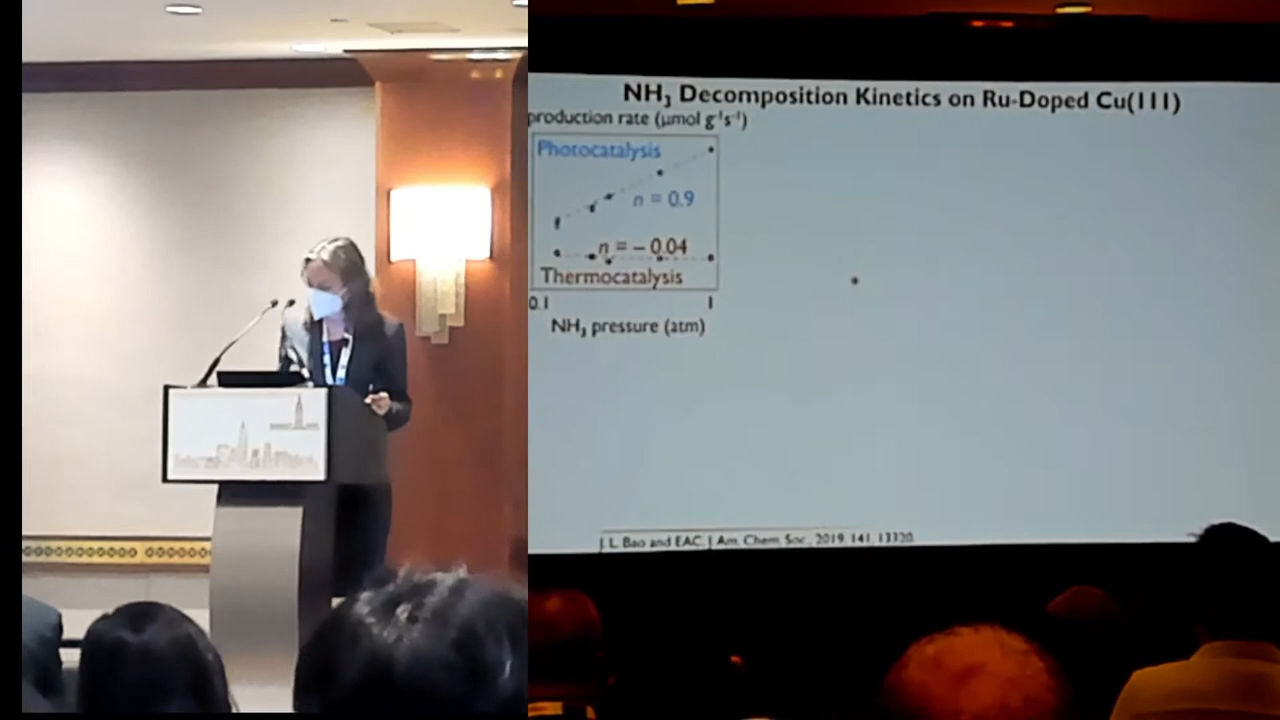 NH₃ Decomposition Kinetics on Ru-Doped Cu(111)
production rate (μmol g⁻¹s⁻¹)
Photocatalysis
n = 0.9
n = – 0.04
Thermocatalysis
0.1 1
NH₃ pressure (atm)
J. L. Bao and EAC, J. Am. Chem. Soc., 2019, 141, 13320.